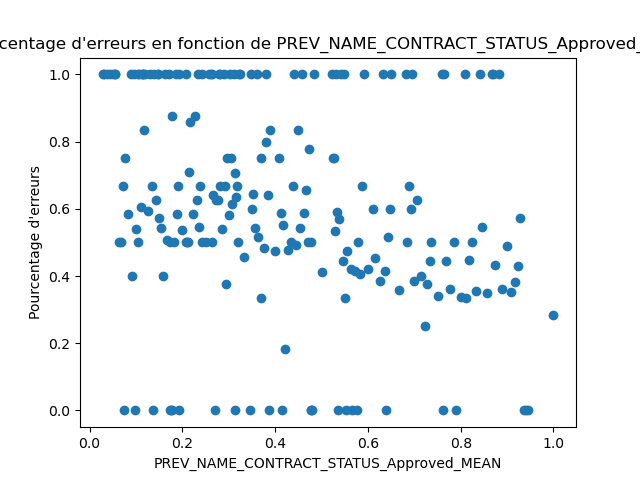 centage d'erreurs en fonction de PREV_NAME_CONTRACT_STATUS_Approved_
1.0
0.8
0.6
0.4
0.2
0.0
Pourcentage d'erreurs
0.0 0.2 0.4 0.6 0.8 1.0
PREV_NAME_CONTRACT_STATUS_Approved_MEAN